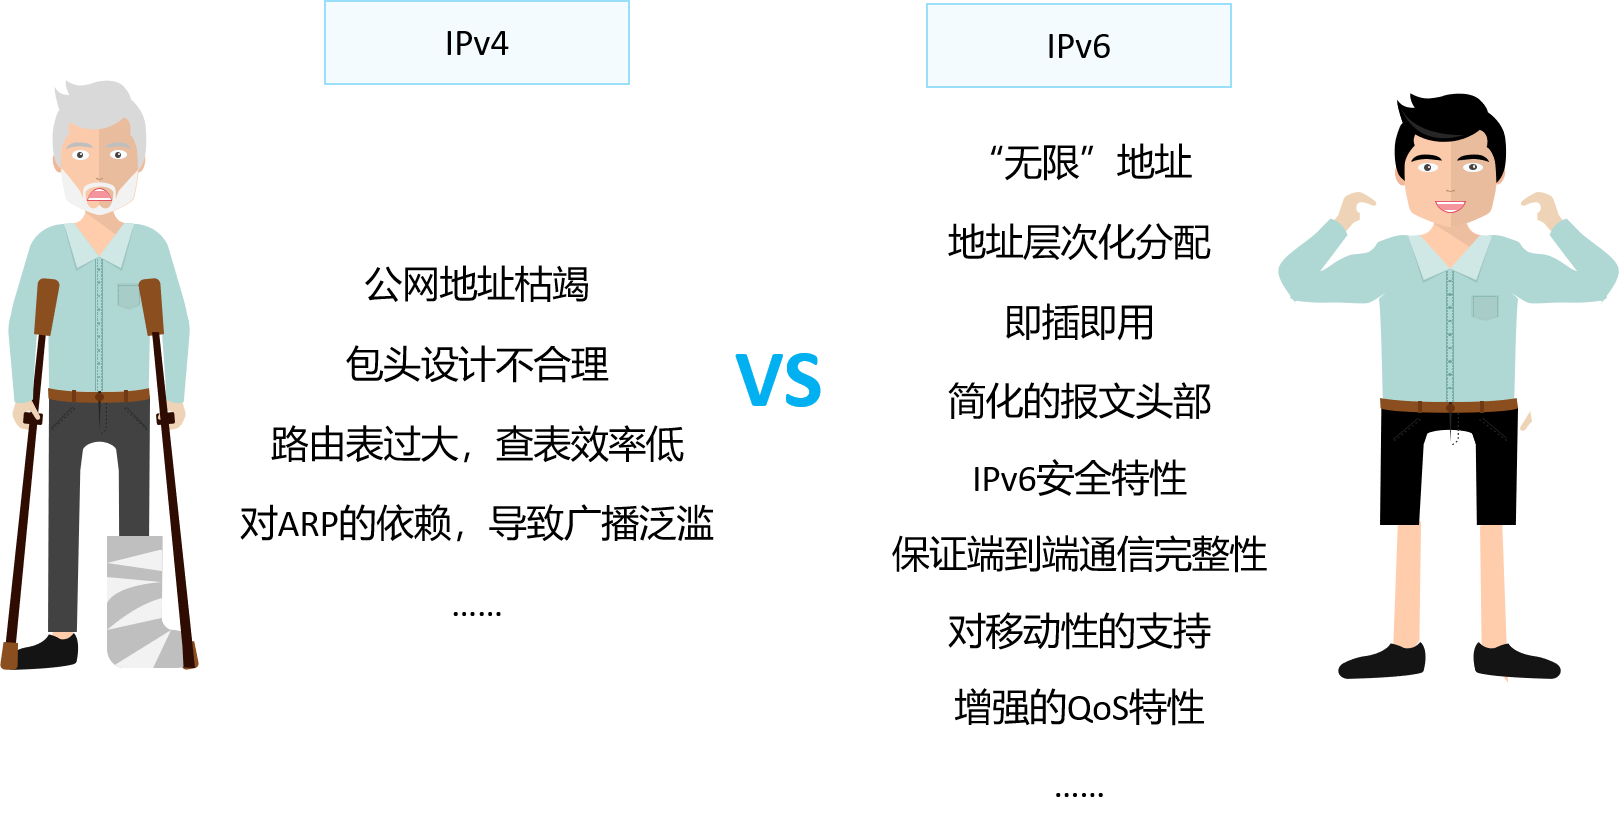 IPv4
公网地址枯竭
包头设计不合理
路由表过大，查表效率低
对ARP的依赖，导致广播泛滥
……
VS
IPv6
“无限”地址
地址层次化分配
即插即用
简化的报文头部
IPv6安全特性
保证端到端通信完整性
对移动性的支持
增强的QoS特性
……